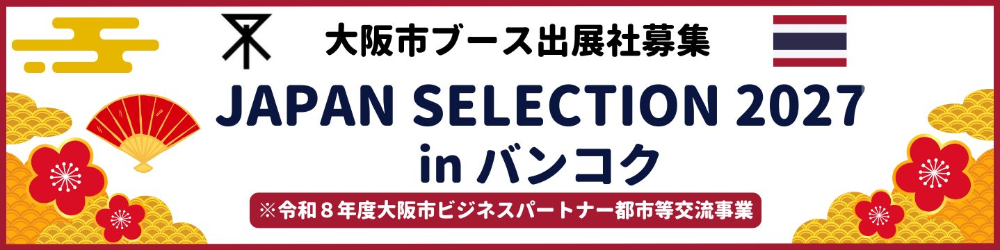 大阪市ブース出展社募集
JAPAN SELECTION 2027
in バンコク
※令和８年度大阪市ビジネスパートナー都市等交流事業